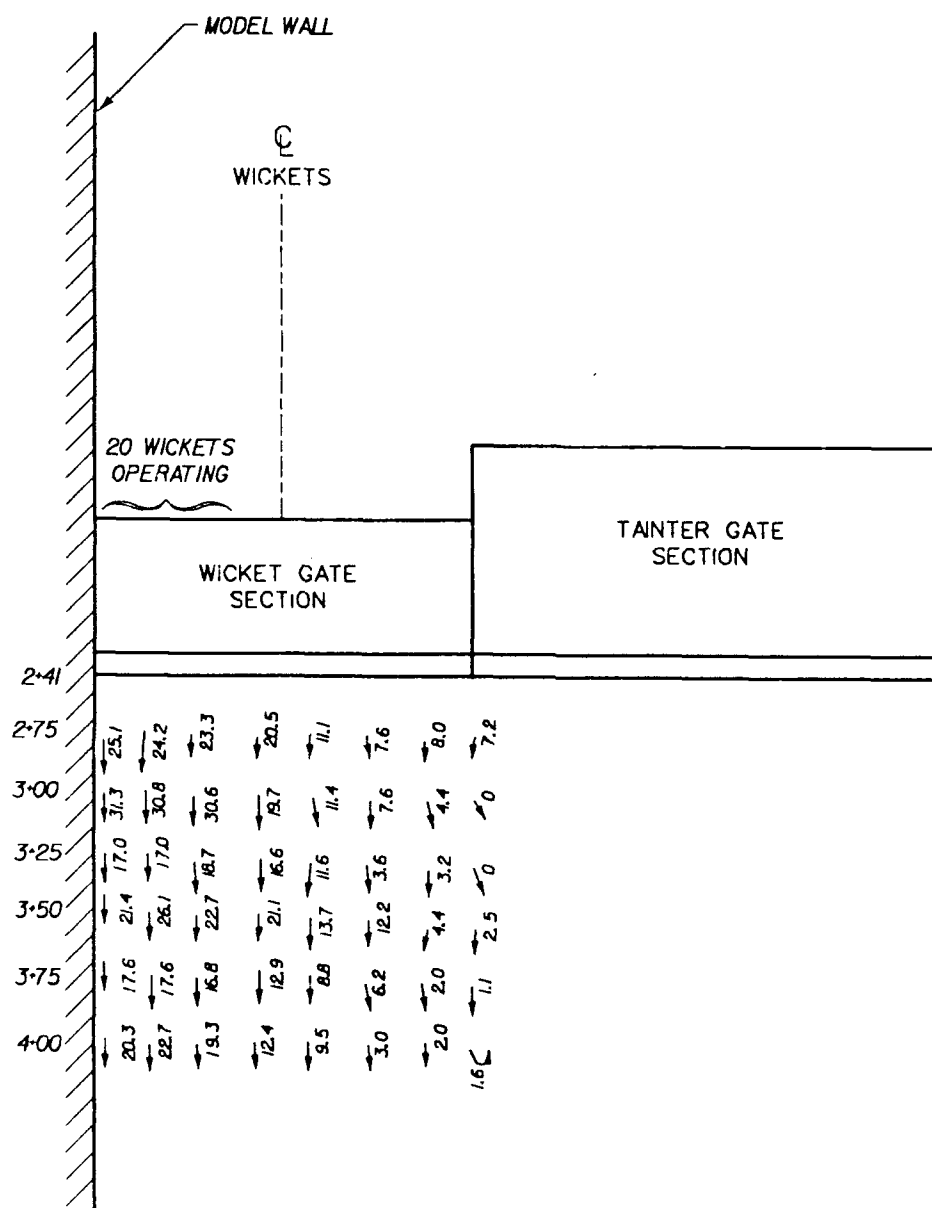 MODEL WALL
℄
WICKETS
20 WICKETS
OPERATING
WICKET GATE
SECTION
TAINTER GATE
SECTION
2+41
2+75
25.1 24.2 23.3 20.5 11.1 7.6 8.0 7.2
3+00
31.3 30.8 30.6 19.7 11.4 7.6 4.4 0
3+25
17.0 17.0 18.7 16.6 11.6 3.6 3.2 0
3+50
21.4 26.1 22.7 21.1 13.7 12.2 4.4 2.5
3+75
17.6 17.6 16.8 12.9 8.8 6.2 2.0 1.1
4+00
20.3 22.7 19.3 12.4 9.5 3.0 2.0 1.6